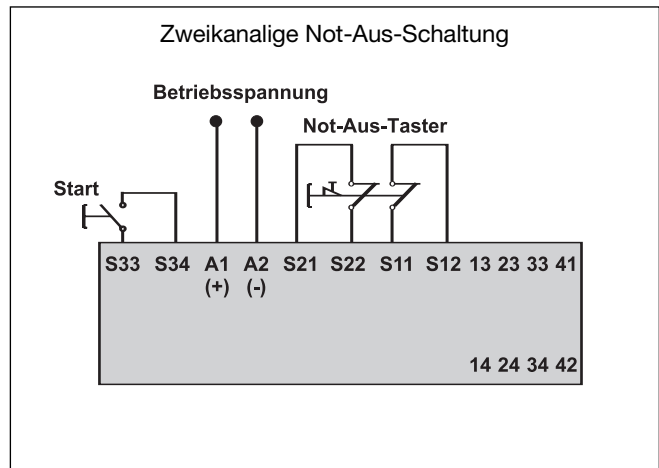 Zweikanalige Not-Aus-Schaltung
Betriebsspannung
Not-Aus-Taster
Start
S33 S34 A1 A2 S21 S22 S11 S12 13 23 33 41
(+) (-)
14 24 34 42